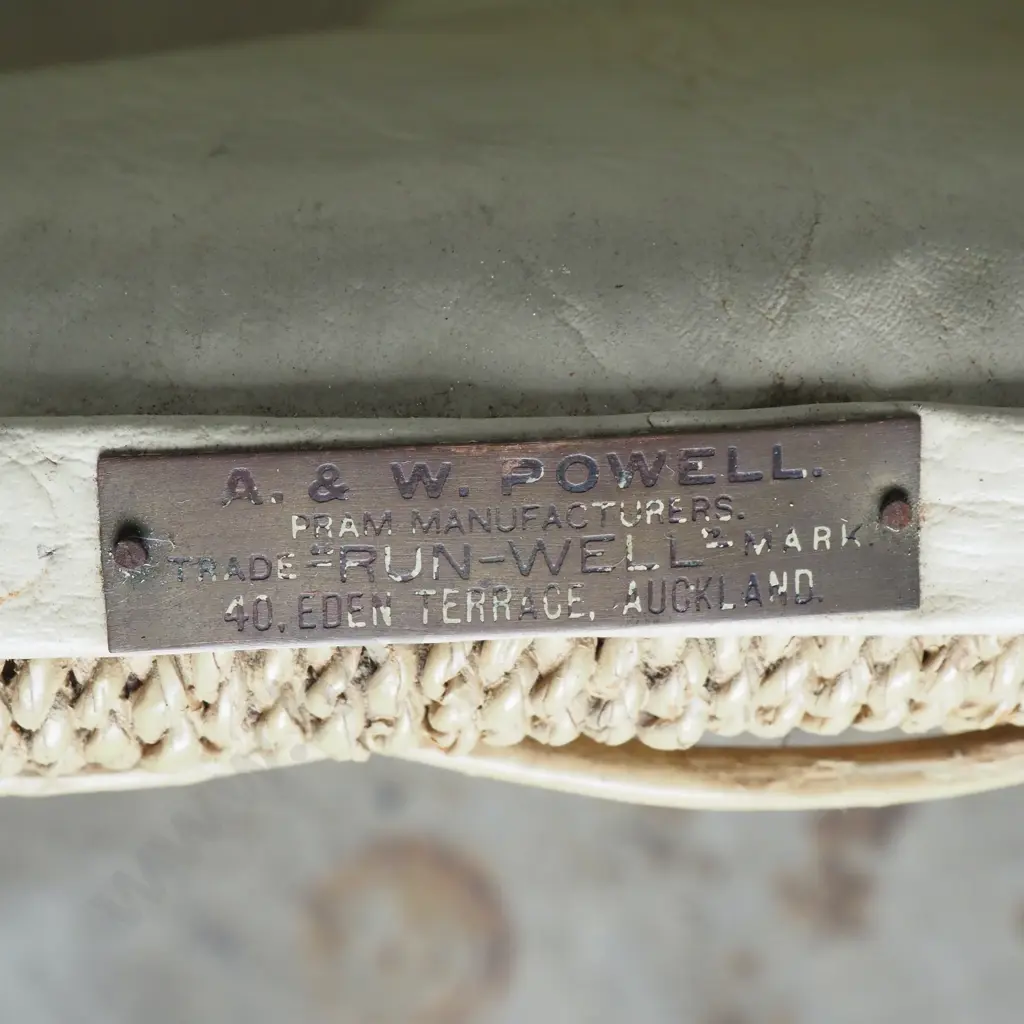 A. & W. POWELL.
PRAM MANUFACTURERS.
TRADE "RUN-WELL" MARK.
40, EDEN TERRACE, AUCKLAND.